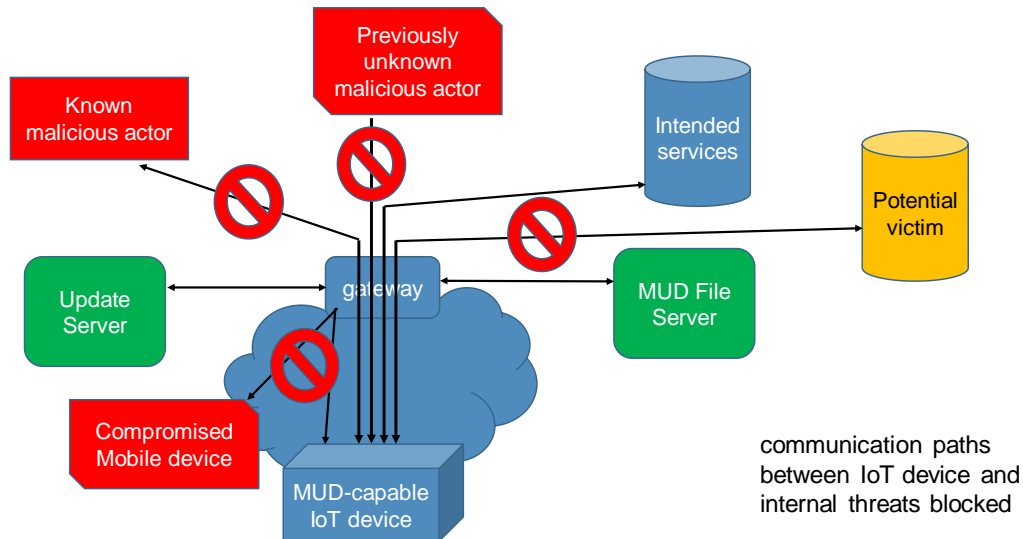 Previously
unknown
malicious actor
Known
malicious actor
Intended
services
Potential
victim
gateway
Update
Server
MUD File
Server
Compromised
Mobile device
MUD-capable
IoT device
communication paths
between IoT device and
internal threats blocked